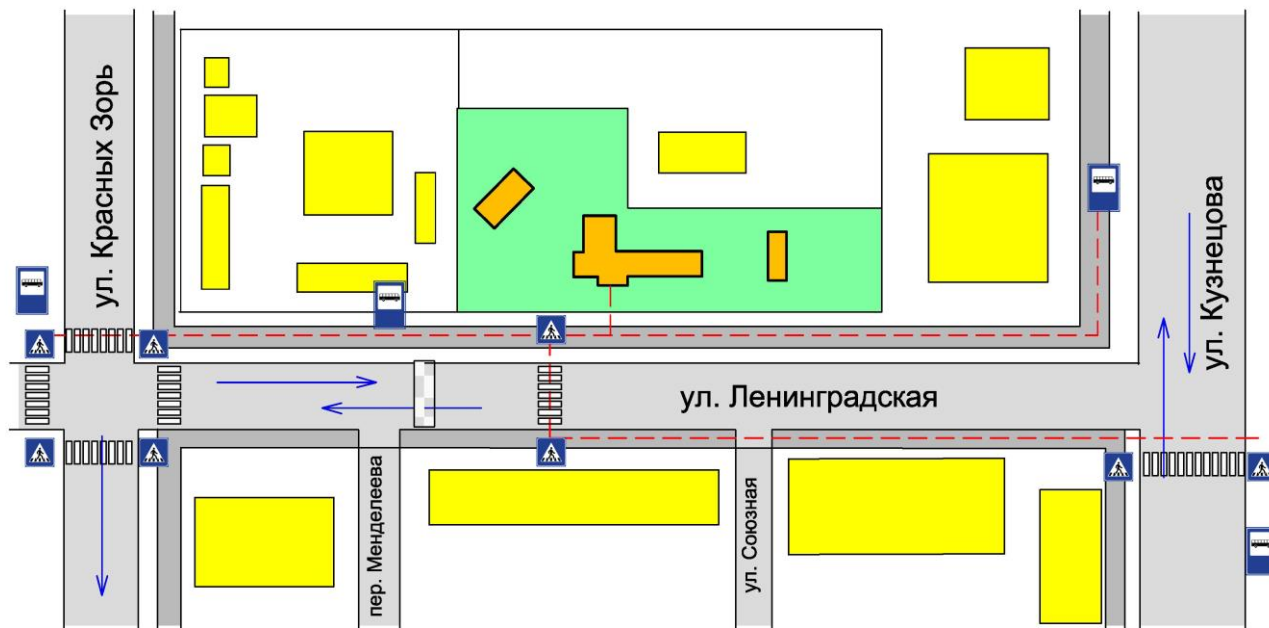 ул. Красных Зорь
ул. Кузнецова
ул. Ленинградская
пер. Менделеева
ул. Союзная